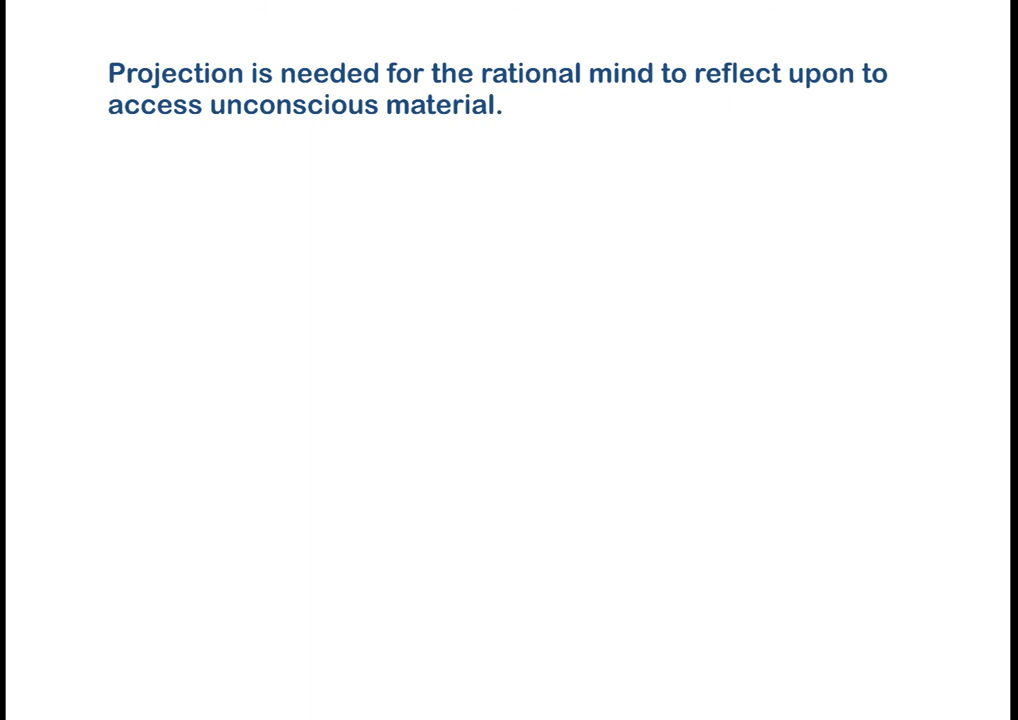 Projection is needed for the rational mind to reflect upon to
access unconscious material.